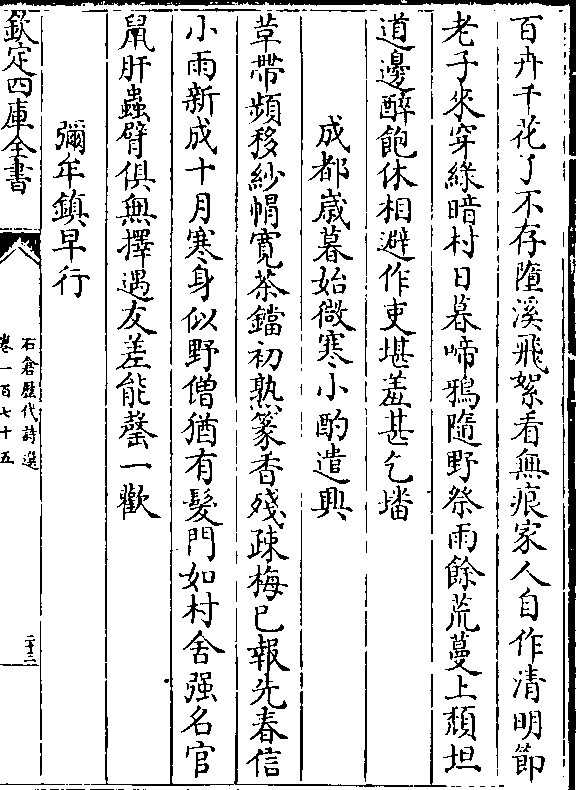 百卉千花了不存墮溪飛絮看無痕家人自作清明節
老子來穿綠暗村日暮啼鴉隨野祭雨餘荒蔓上頽垣
道邊醉飽休相避作吏堪羞甚乞墦
成都嵗暮始微寒小酌遣興
革帶頻移紗㡌寛茶鐺初熟篆香殘疎梅已報先春信
小雨新成十月寒身似野僧猶有髮門如村舍强名官
鼠肝蟲臂俱無擇遇友差能罄一歡
彌牟鎮早行
欽定四庫全書
石倉歴代詩選
卷一百七十五
二十三